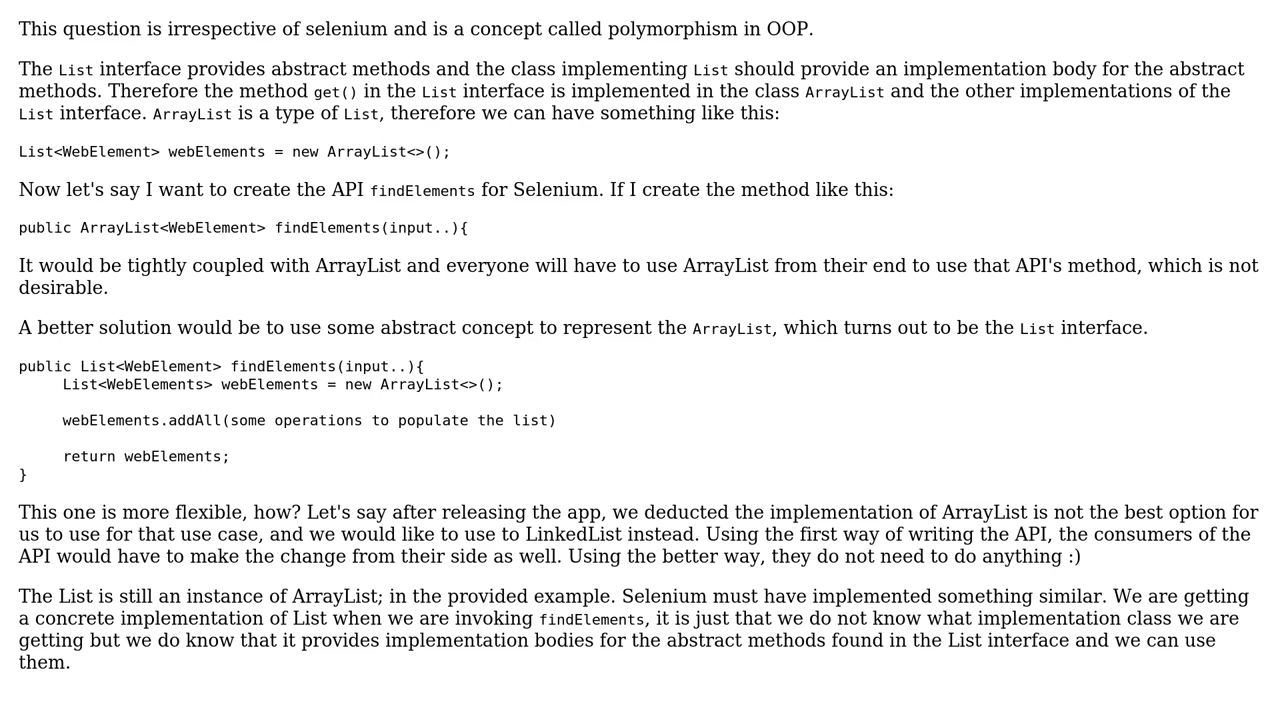 This question is irrespective of selenium and is a concept called polymorphism in OOP.
The List interface provides abstract methods and the class implementing List should provide an implementation body for the abstract
methods. Therefore the method get() in the List interface is implemented in the class ArrayList and the other implementations of the
List interface. ArrayList is a type of List, therefore we can have something like this:
List<WebElement> webElements = new ArrayList<>();
Now let's say I want to create the API findElements for Selenium. If I create the method like this:
public ArrayList<WebElement> findElements(input..){
It would be tightly coupled with ArrayList and everyone will have to use ArrayList from their end to use that API's method, which is not
desirable.
A better solution would be to use some abstract concept to represent the ArrayList, which turns out to be the List interface.
public List<WebElement> findElements(input..){
     List<WebElements> webElements = new ArrayList<>();
     webElements.addAll(some operations to populate the list)
     return webElements;
}
This one is more flexible, how? Let's say after releasing the app, we deducted the implementation of ArrayList is not the best option for
us to use for that use case, and we would like to use to LinkedList instead. Using the first way of writing the API, the consumers of the
API would have to make the change from their side as well. Using the better way, they do not need to do anything :)
The List is still an instance of ArrayList; in the provided example. Selenium must have implemented something similar. We are getting
a concrete implementation of List when we are invoking findElements, it is just that we do not know what implementation class we are
getting but we do know that it provides implementation bodies for the abstract methods found in the List interface and we can use
them.